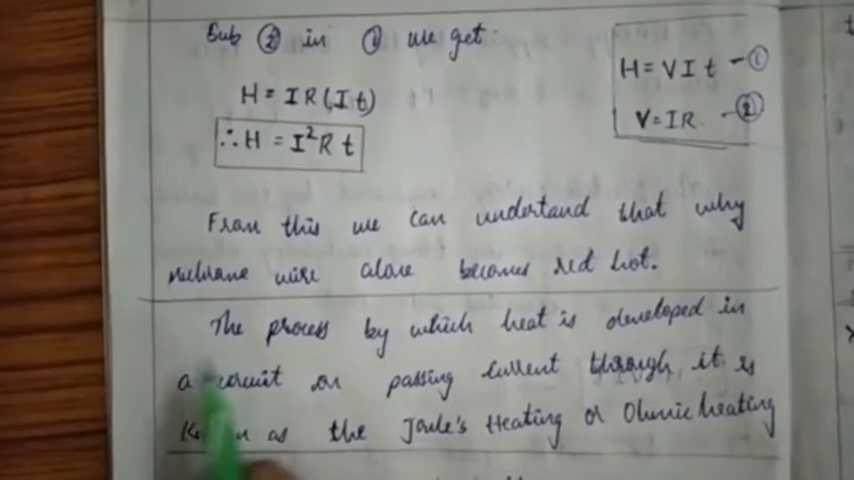 Sub ② in ① we get.
H = IR (It)
∴ H = I²Rt
H = VIt - ①
V = IR. - ②
From this we can understand that why
nichrome wire alone becomes red hot.
The process by which heat is developed in
a circuit on passing current through it is
Known as the Joule's Heating or Ohmic heating